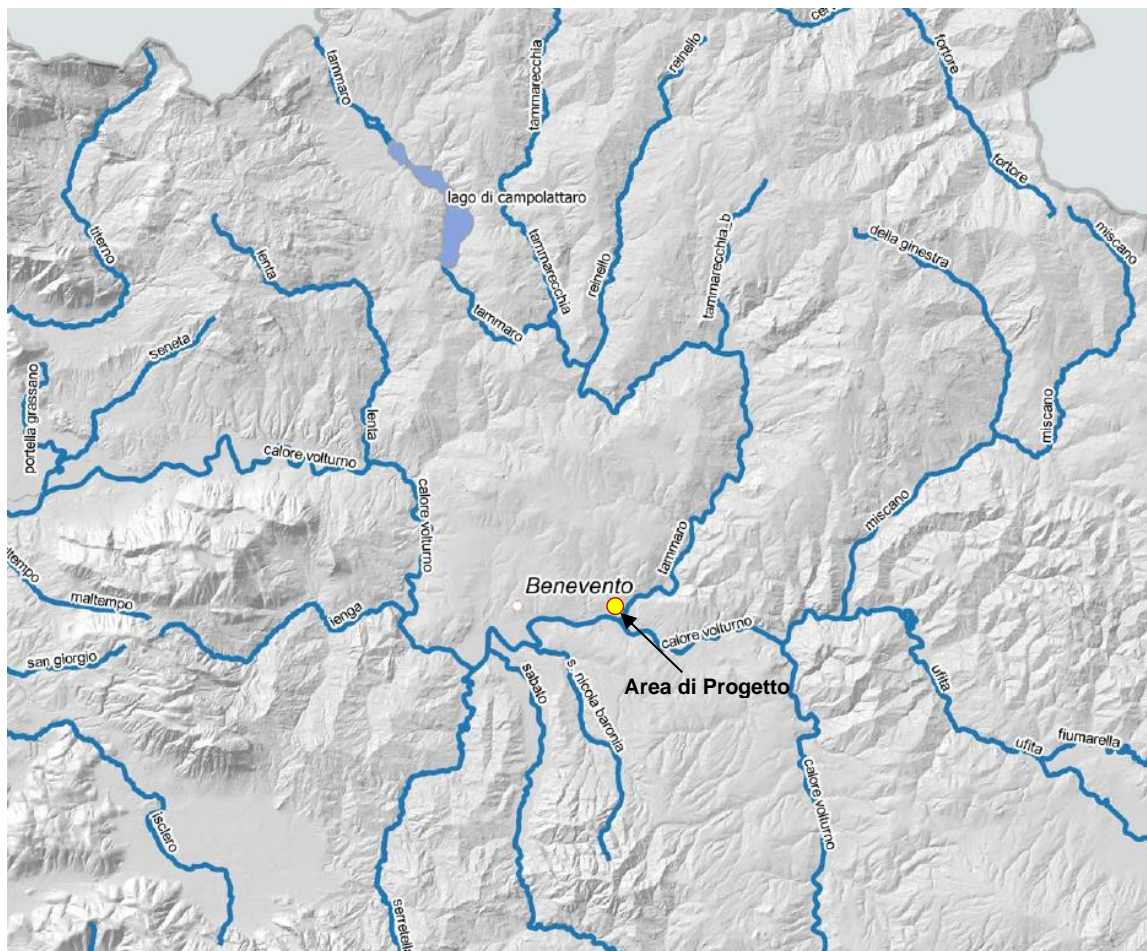 cer
tammaro
tammarecchia
reinello
fortore
fortore
titerno
lago di campolattaro
miscano
lenta
tammarecchia
reinello
tammarecchia_b
della ginestra
seneta
tammaro
portella grassano
lenta
miscano
calore volturno
calore volturno
miscano
tammaro
Benevento
maltempo
ienga
calore volturno
Area di Progetto
san giorgio
sabato
s. nicola baronia
ufita
ufita
fiumarella
isclero
calore volturno
serretella